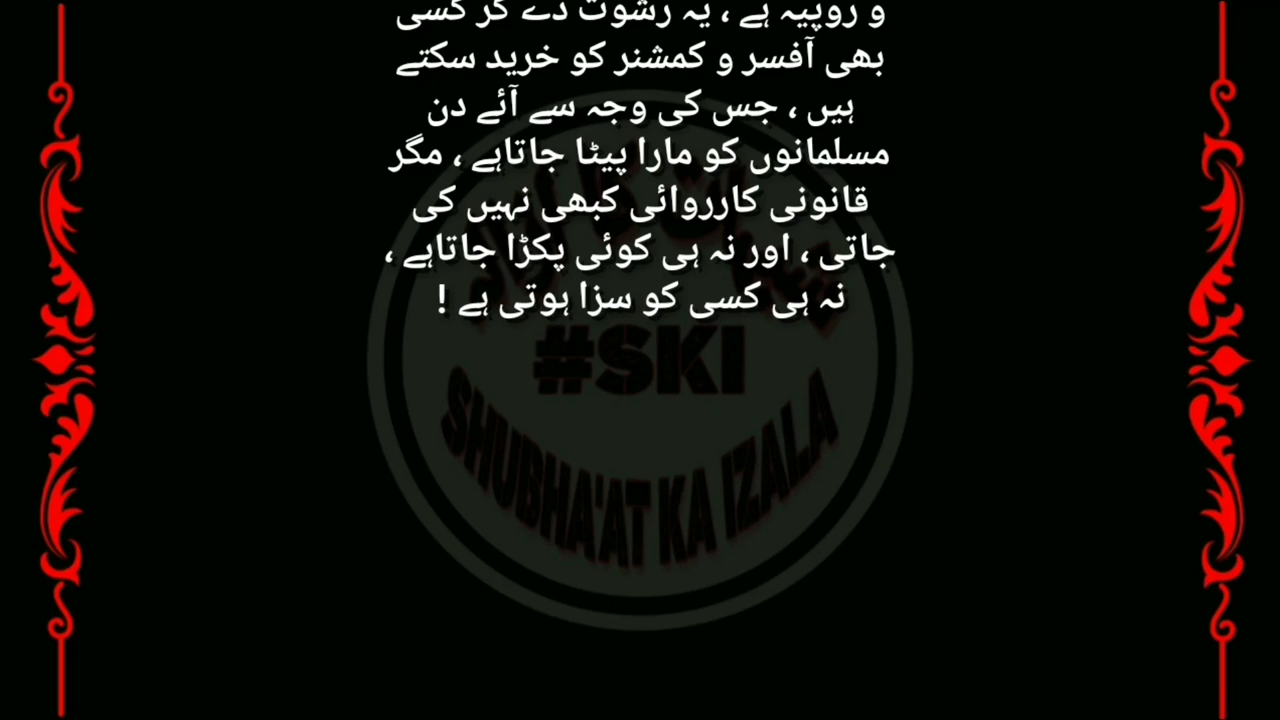 و روپیہ ہے ، یہ رشوت دے کر کسی
بھی آفسر و کمشنر کو خرید سکتے
ہیں ، جس کی وجہ سے آئے دن
مسلمانوں کو مارا پیٹا جاتاہے ، مگر
قانونی کارروائی کبھی نہیں کی
جاتی ، اور نہ ہی کوئی پکڑا جاتاہے ،
نہ ہی کسی کو سزا ہوتی ہے !
#SKI
SHUBHA'AT KA IZALA